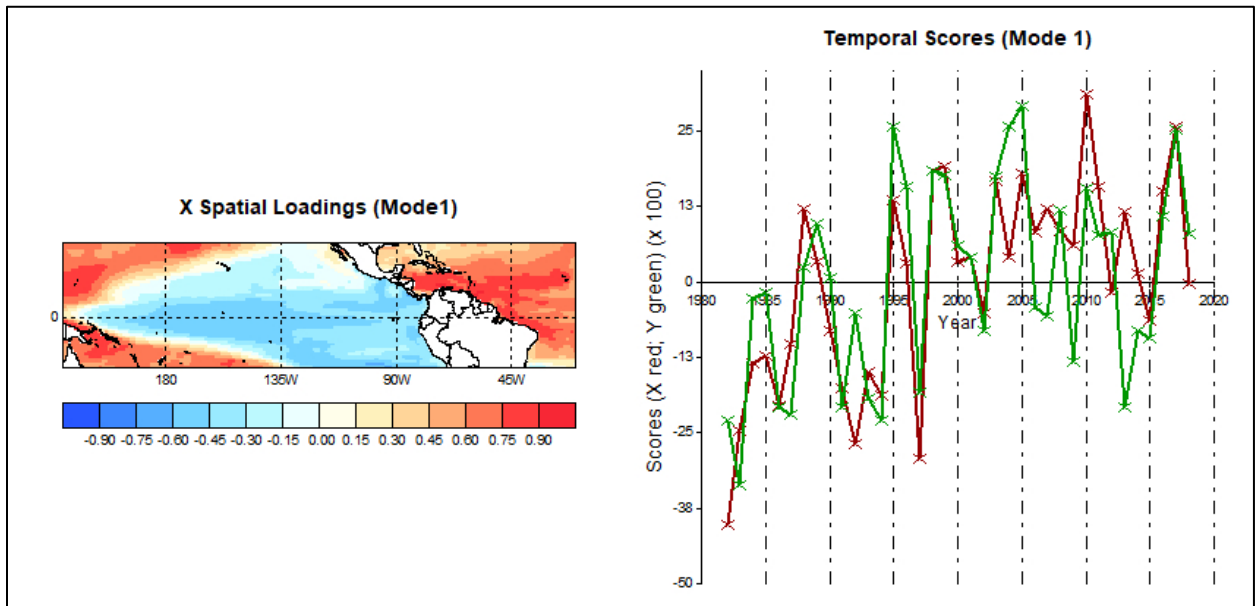 X Spatial Loadings (Mode1)
0
180 135W 90W 45W
-0.90 -0.75 -0.60 -0.45 -0.30 -0.15 0.00 0.15 0.30 0.45 0.60 0.75 0.90
Temporal Scores (Mode 1)
Scores (X red; Y green) (x 100)
25
13
0
1980 1985 1990 1995 2000 2005 2010 2015 2020
Year
-13
-25
-38
-50